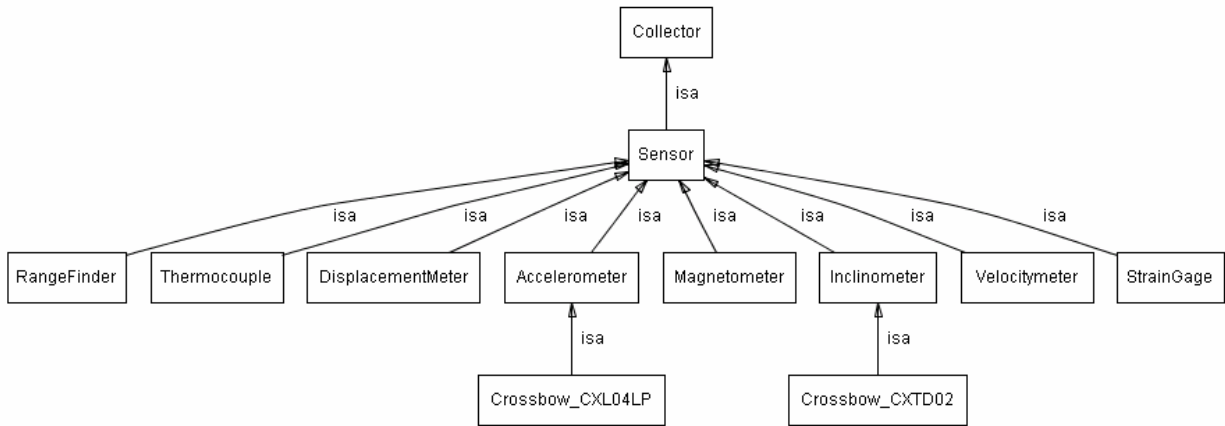 Collector
isa
Sensor
isa
isa
isa
isa
isa
isa
isa
isa
RangeFinder
Thermocouple
DisplacementMeter
Accelerometer
Magnetometer
Inclinometer
Velocitymeter
StrainGage
isa
isa
Crossbow_CXL04LP
Crossbow_CXTD02